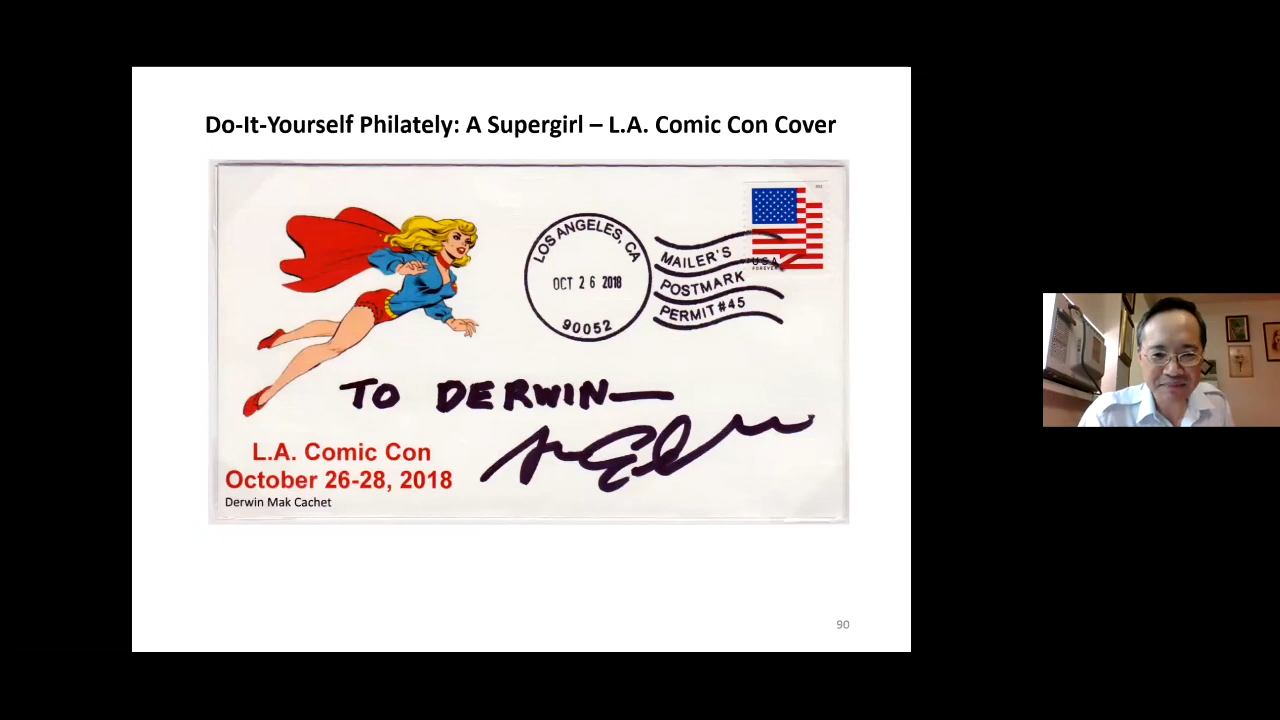 Do-It-Yourself Philately: A Supergirl – L.A. Comic Con Cover
LOS ANGELES, CA
OCT 26 2018
90052
MAILER'S
POSTMARK
PERMIT #45
USA
FOREVER
TO DERWIN—
L.A. Comic Con
October 26-28, 2018
Derwin Mak Cachet
90